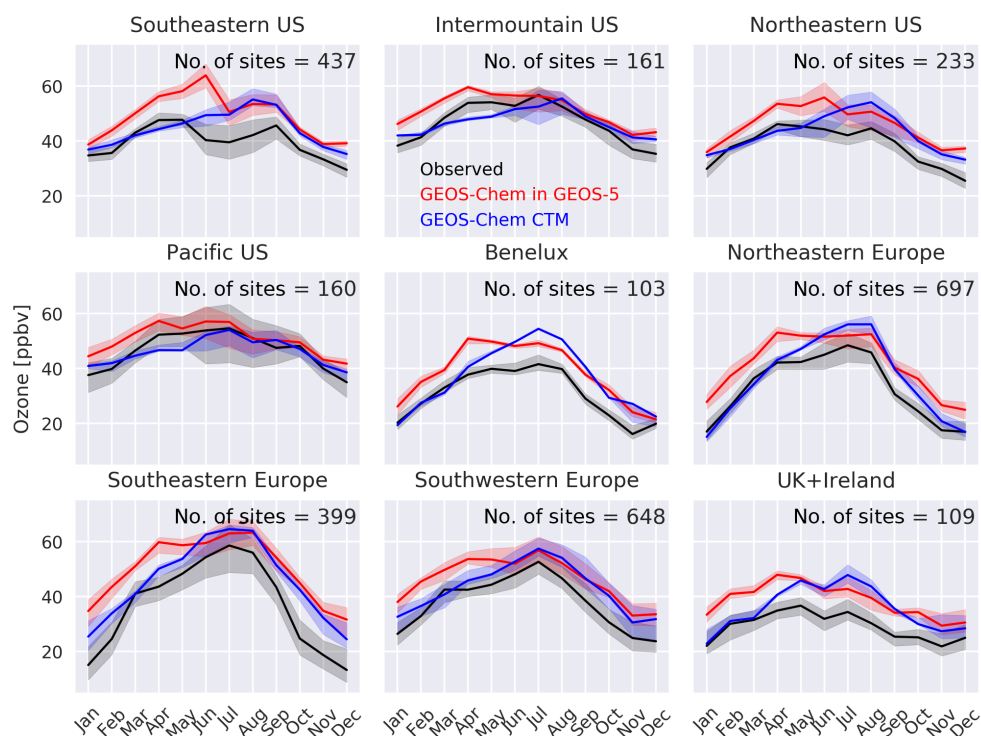 Southeastern US
Intermountain US
Northeastern US
No. of sites = 437
No. of sites = 161
No. of sites = 233
60
40
20
Observed
GEOS-Chem in GEOS-5
GEOS-Chem CTM
Pacific US
Benelux
Northeastern Europe
No. of sites = 160
No. of sites = 103
No. of sites = 697
Ozone [ppbv]
60
40
20
Southeastern Europe
Southwestern Europe
UK+Ireland
No. of sites = 399
No. of sites = 648
No. of sites = 109
60
40
20
Jan Feb Mar Apr May Jun Jul Aug Sep Oct Nov Dec
Jan Feb Mar Apr May Jun Jul Aug Sep Oct Nov Dec
Jan Feb Mar Apr May Jun Jul Aug Sep Oct Nov Dec